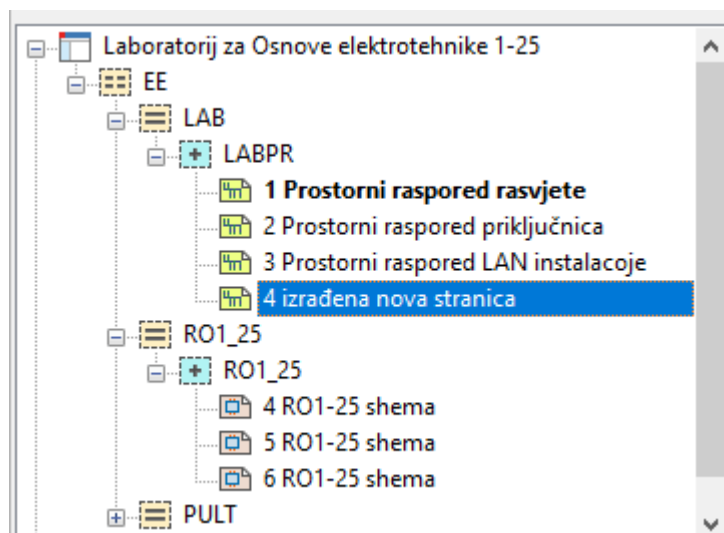 Laboratorij za Osnove elektrotehnike 1-25
EE
LAB
LABPR
1 Prostorni raspored rasvjete
2 Prostorni raspored priključnica
3 Prostorni raspored LAN instalacoje
4 izrađena nova stranica
RO1_25
RO1_25
4 RO1-25 shema
5 RO1-25 shema
6 RO1-25 shema
PULT